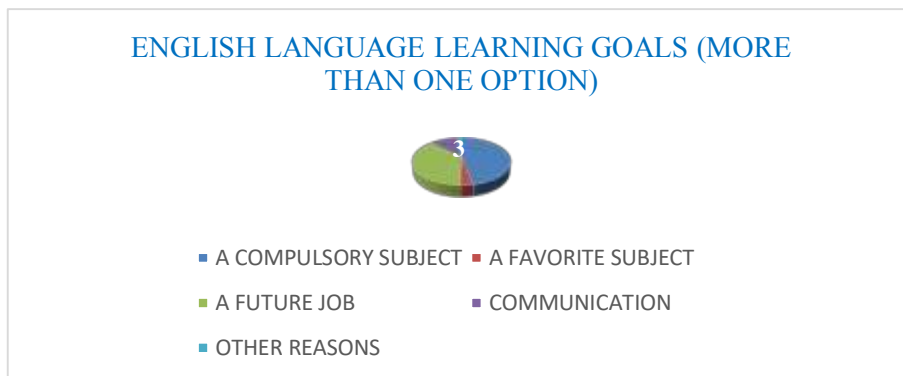 ENGLISH LANGUAGE LEARNING GOALS (MORE
THAN ONE OPTION)
3
A COMPULSORY SUBJECT A FAVORITE SUBJECT
A FUTURE JOB COMMUNICATION
OTHER REASONS